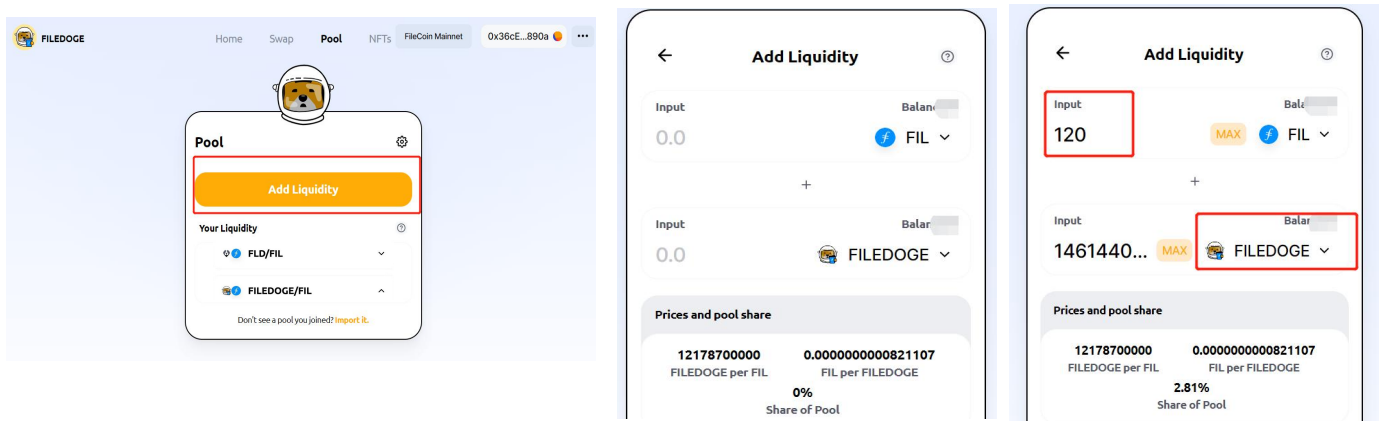 FILEDOGE
Home Swap Pool NFTs FileCoin Mainnet 0x36cE...890a ...
Pool
Add Liquidity
Your Liquidity
FLD/FIL
FILEDOGE/FIL
Don't see a pool you joined? Import it.
Add Liquidity
Input
0.0 FIL
+
Input
0.0 FILEDOGE
Prices and pool share
12178700000 0.0000000000821107
FILEDOGE per FIL FIL per FILEDOGE
0%
Share of Pool
Add Liquidity
Input
120 MAX FIL
+
Input
1461440... MAX FILEDOGE
Prices and pool share
12178700000 0.0000000000821107
FILEDOGE per FIL FIL per FILEDOGE
2.81%
Share of Pool